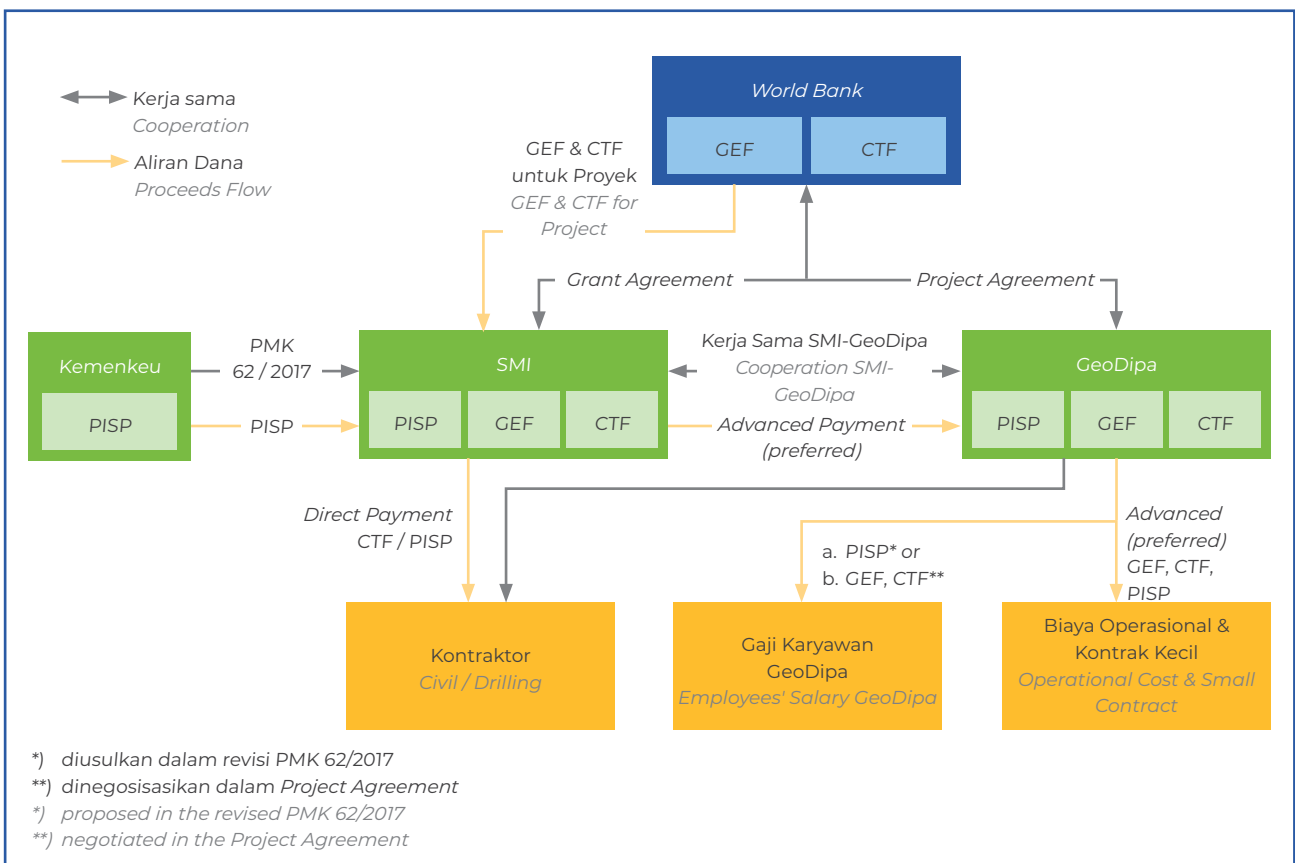 Kerja sama
Cooperation
Aliran Dana
Proceeds Flow
World Bank
GEF
CTF
GEF & CTF
untuk Proyek
GEF & CTF for
Project
Grant Agreement
Project Agreement
Kemenkeu
PISP
PMK
62 / 2017
PISP
SMI
PISP
GEF
CTF
Kerja Sama SMI-GeoDipa
Cooperation SMI-
GeoDipa
Advanced Payment
(preferred)
GeoDipa
PISP
GEF
CTF
Direct Payment
CTF / PISP
a. PISP* or
b. GEF, CTF**
Advanced
(preferred)
GEF, CTF,
PISP
Kontraktor
Civil / Drilling
Gaji Karyawan
GeoDipa
Employees' Salary GeoDipa
Biaya Operasional &
Kontrak Kecil
Operational Cost & Small
Contract
*) diusulkan dalam revisi PMK 62/2017
**) dinegosisasikan dalam Project Agreement
*) proposed in the revised PMK 62/2017
**) negotiated in the Project Agreement